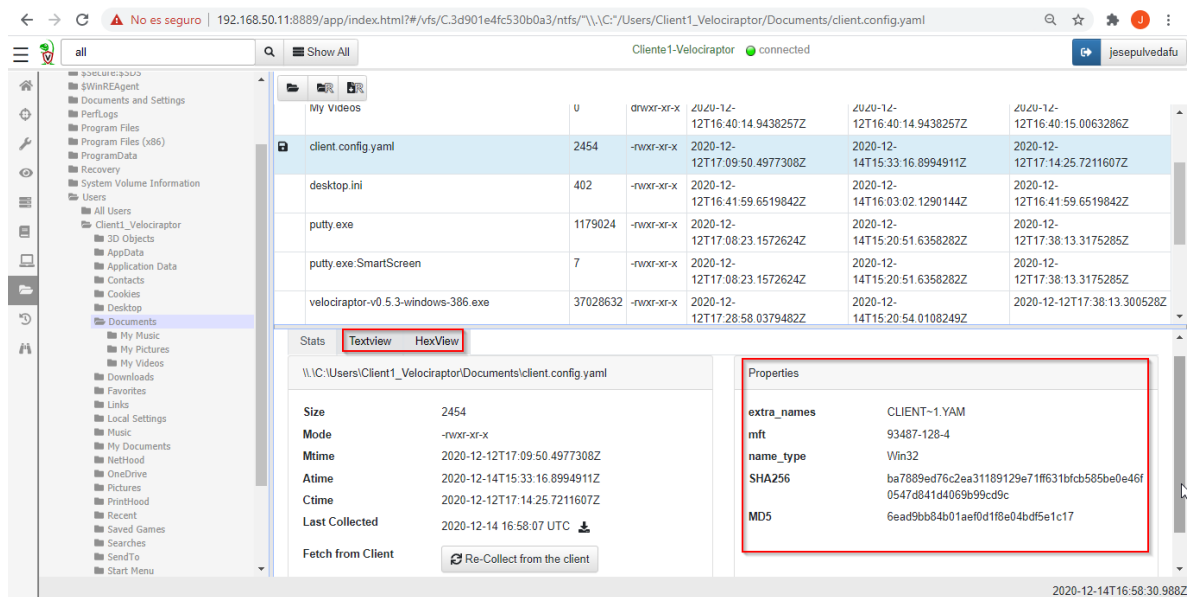 No es seguro
192.168.50.11:8889/app/index.html?#/vfs/C.3d901e4fc530b0a3/ntfs/"\\.\C:"/Users/Client1_Velociraptor/Documents/client.config.yaml
J
all
Show All
Cliente1-Velociraptor connected
jesepulvedafu
$Secure:$SDS
$WinREAgent
Documents and Settings
PerfLogs
Program Files
Program Files (x86)
ProgramData
Recovery
System Volume Information
Users
All Users
Client1_Velociraptor
3D Objects
AppData
Application Data
Contacts
Cookies
Desktop
Documents
My Music
My Pictures
My Videos
Downloads
Favorites
Links
Local Settings
Music
My Documents
NetHood
OneDrive
Pictures
PrintHood
Recent
Saved Games
Searches
SendTo
Start Menu
R R
My Videos 0 drwxr-xr-x 2020-12- 2020-12- 2020-12-
12T16:40:14.9438257Z 12T16:40:14.9438257Z 12T16:40:15.0063286Z
client.config.yaml 2454 -rwxr-xr-x 2020-12- 2020-12- 2020-12-
12T17:09:50.4977308Z 14T15:33:16.8994911Z 12T17:14:25.7211607Z
desktop.ini 402 -rwxr-xr-x 2020-12- 2020-12- 2020-12-
12T16:41:59.6519842Z 14T16:03:02.1290144Z 12T16:41:59.6519842Z
putty.exe 1179024 -rwxr-xr-x 2020-12- 2020-12- 2020-12-
12T17:08:23.1572624Z 14T15:20:51.6358282Z 12T17:38:13.3175285Z
putty.exe:SmartScreen 7 -rwxr-xr-x 2020-12- 2020-12- 2020-12-
12T17:08:23.1572624Z 14T15:20:51.6358282Z 12T17:38:13.3175285Z
velociraptor-v0.5.3-windows-386.exe 37028632 -rwxr-xr-x 2020-12- 2020-12- 2020-12-12T17:38:13.300528Z
12T17:28:58.0379482Z 14T15:20:54.0108249Z
Stats Textview HexView
\\.\C:\Users\Client1_Velociraptor\Documents\client.config.yaml
Size 2454
Mode -rwxr-xr-x
Mtime 2020-12-12T17:09:50.4977308Z
Atime 2020-12-14T15:33:16.8994911Z
Ctime 2020-12-12T17:14:25.7211607Z
Last Collected 2020-12-14 16:58:07 UTC
Fetch from Client Re-Collect from the client
Properties
extra_names CLIENT~1.YAM
mft 93487-128-4
name_type Win32
SHA256 ba7889ed76c2ea31189129e71ff631bfcb585be0e46f
0547d841d4069b99cd9c
MD5 6ead9bb84b01aef0d1f8e04bdf5e1c17
2020-12-14T16:58:30.988Z